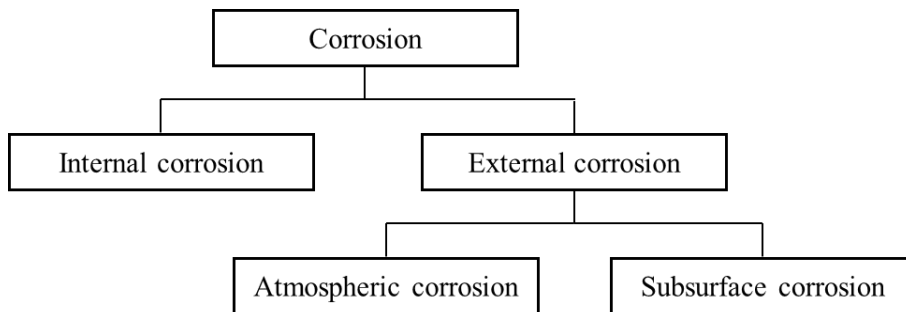 Corrosion
Internal corrosion
External corrosion
Atmospheric corrosion
Subsurface corrosion